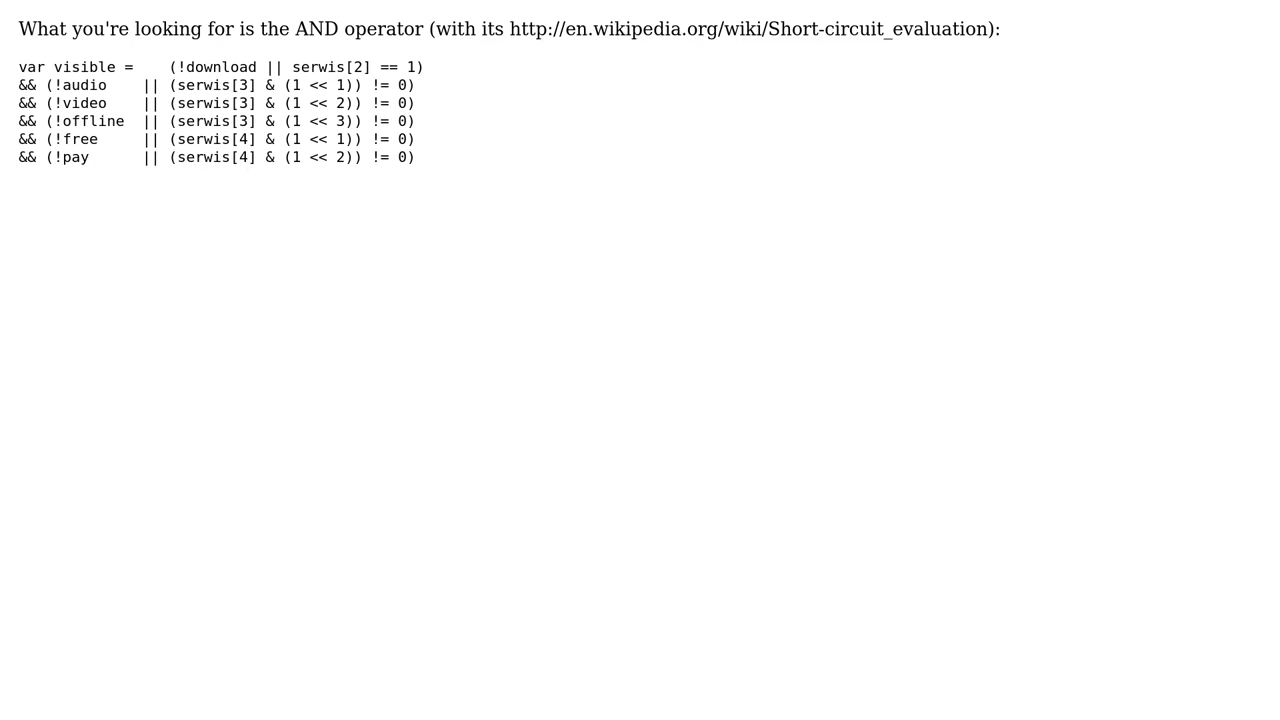 What you're looking for is the AND operator (with its http://en.wikipedia.org/wiki/Short-circuit_evaluation):
var visible =    (!download || serwis[2] == 1)
&& (!audio    || (serwis[3] & (1 << 1)) != 0)
&& (!video    || (serwis[3] & (1 << 2)) != 0)
&& (!offline  || (serwis[3] & (1 << 3)) != 0)
&& (!free     || (serwis[4] & (1 << 1)) != 0)
&& (!pay      || (serwis[4] & (1 << 2)) != 0)